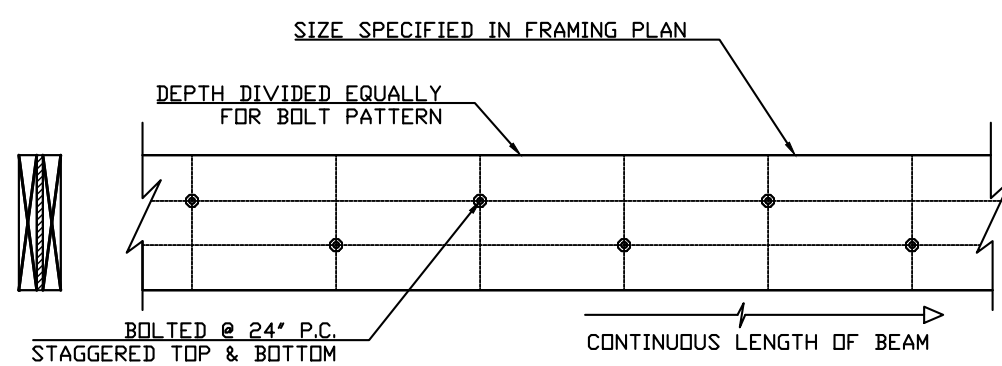 SIZE SPECIFIED IN FRAMING PLAN
DEPTH DIVIDED EQUALLY
FOR BOLT PATTERN
BOLTED @ 24" P.C.
STAGGERED TOP & BOTTOM
CONTINUOUS LENGTH OF BEAM